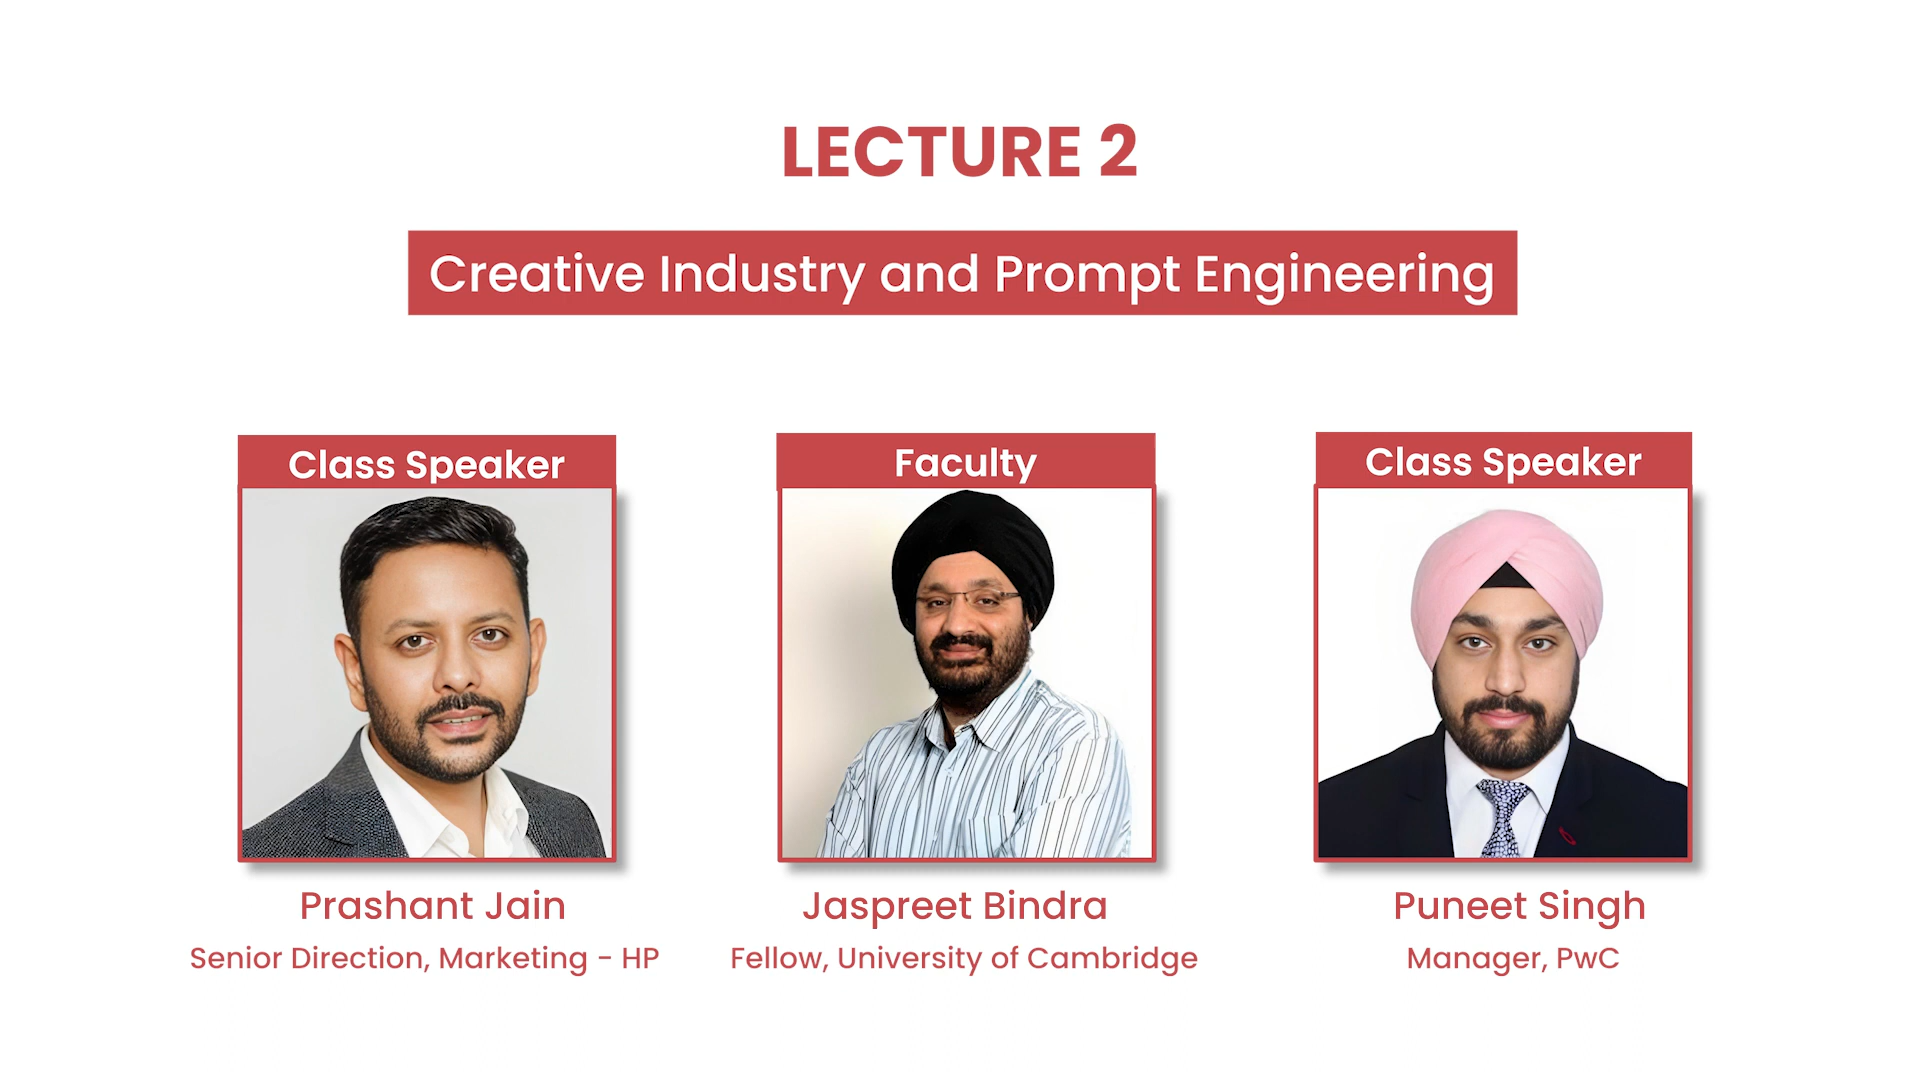 LECTURE 2
Creative Industry and Prompt Engineering
Class Speaker
Faculty
Class Speaker
Prashant Jain
Jaspreet Bindra
Puneet Singh
Senior Direction, Marketing - HP
Fellow, University of Cambridge
Manager, PwC